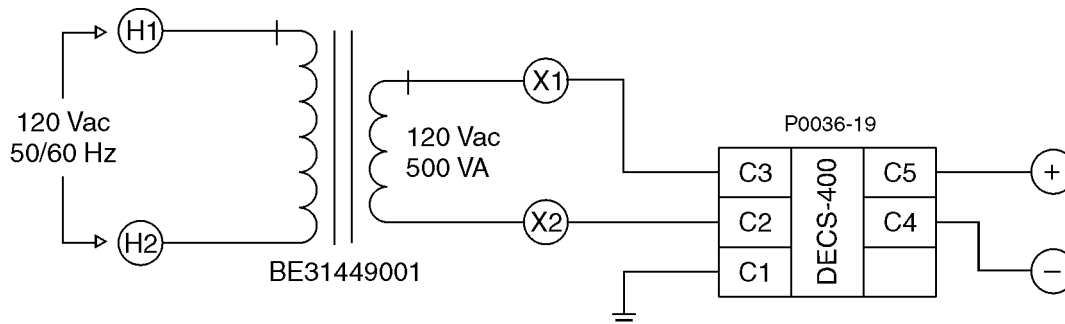 H1
120 Vac
50/60 Hz
H2
BE31449001
120 Vac
500 VA
X1
X2
P0036-19
C3
C2
C1
DECS-400
C5
C4
+
−